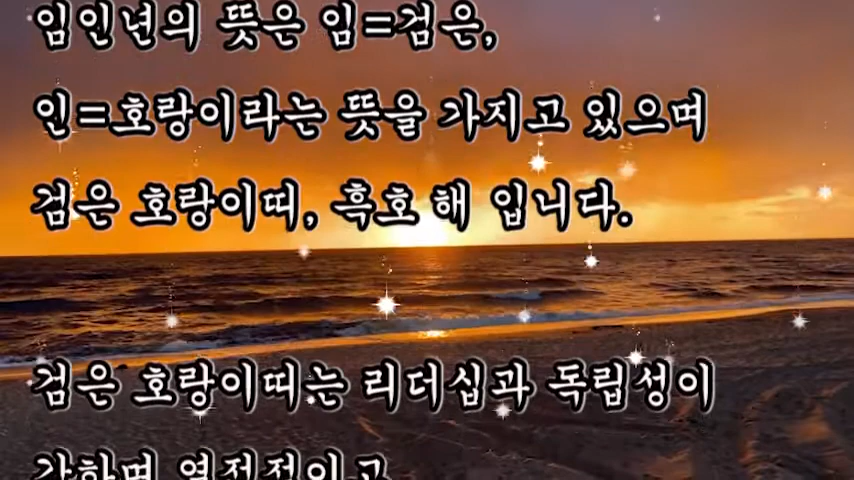 임인년의 뜻은 임=검은,
인=호랑이라는 뜻을 가지고 있으며
검은 호랑이띠, 흑호 해 입니다.
검은 호랑이띠는 리더십과 독립성이
강하며 열정적이고